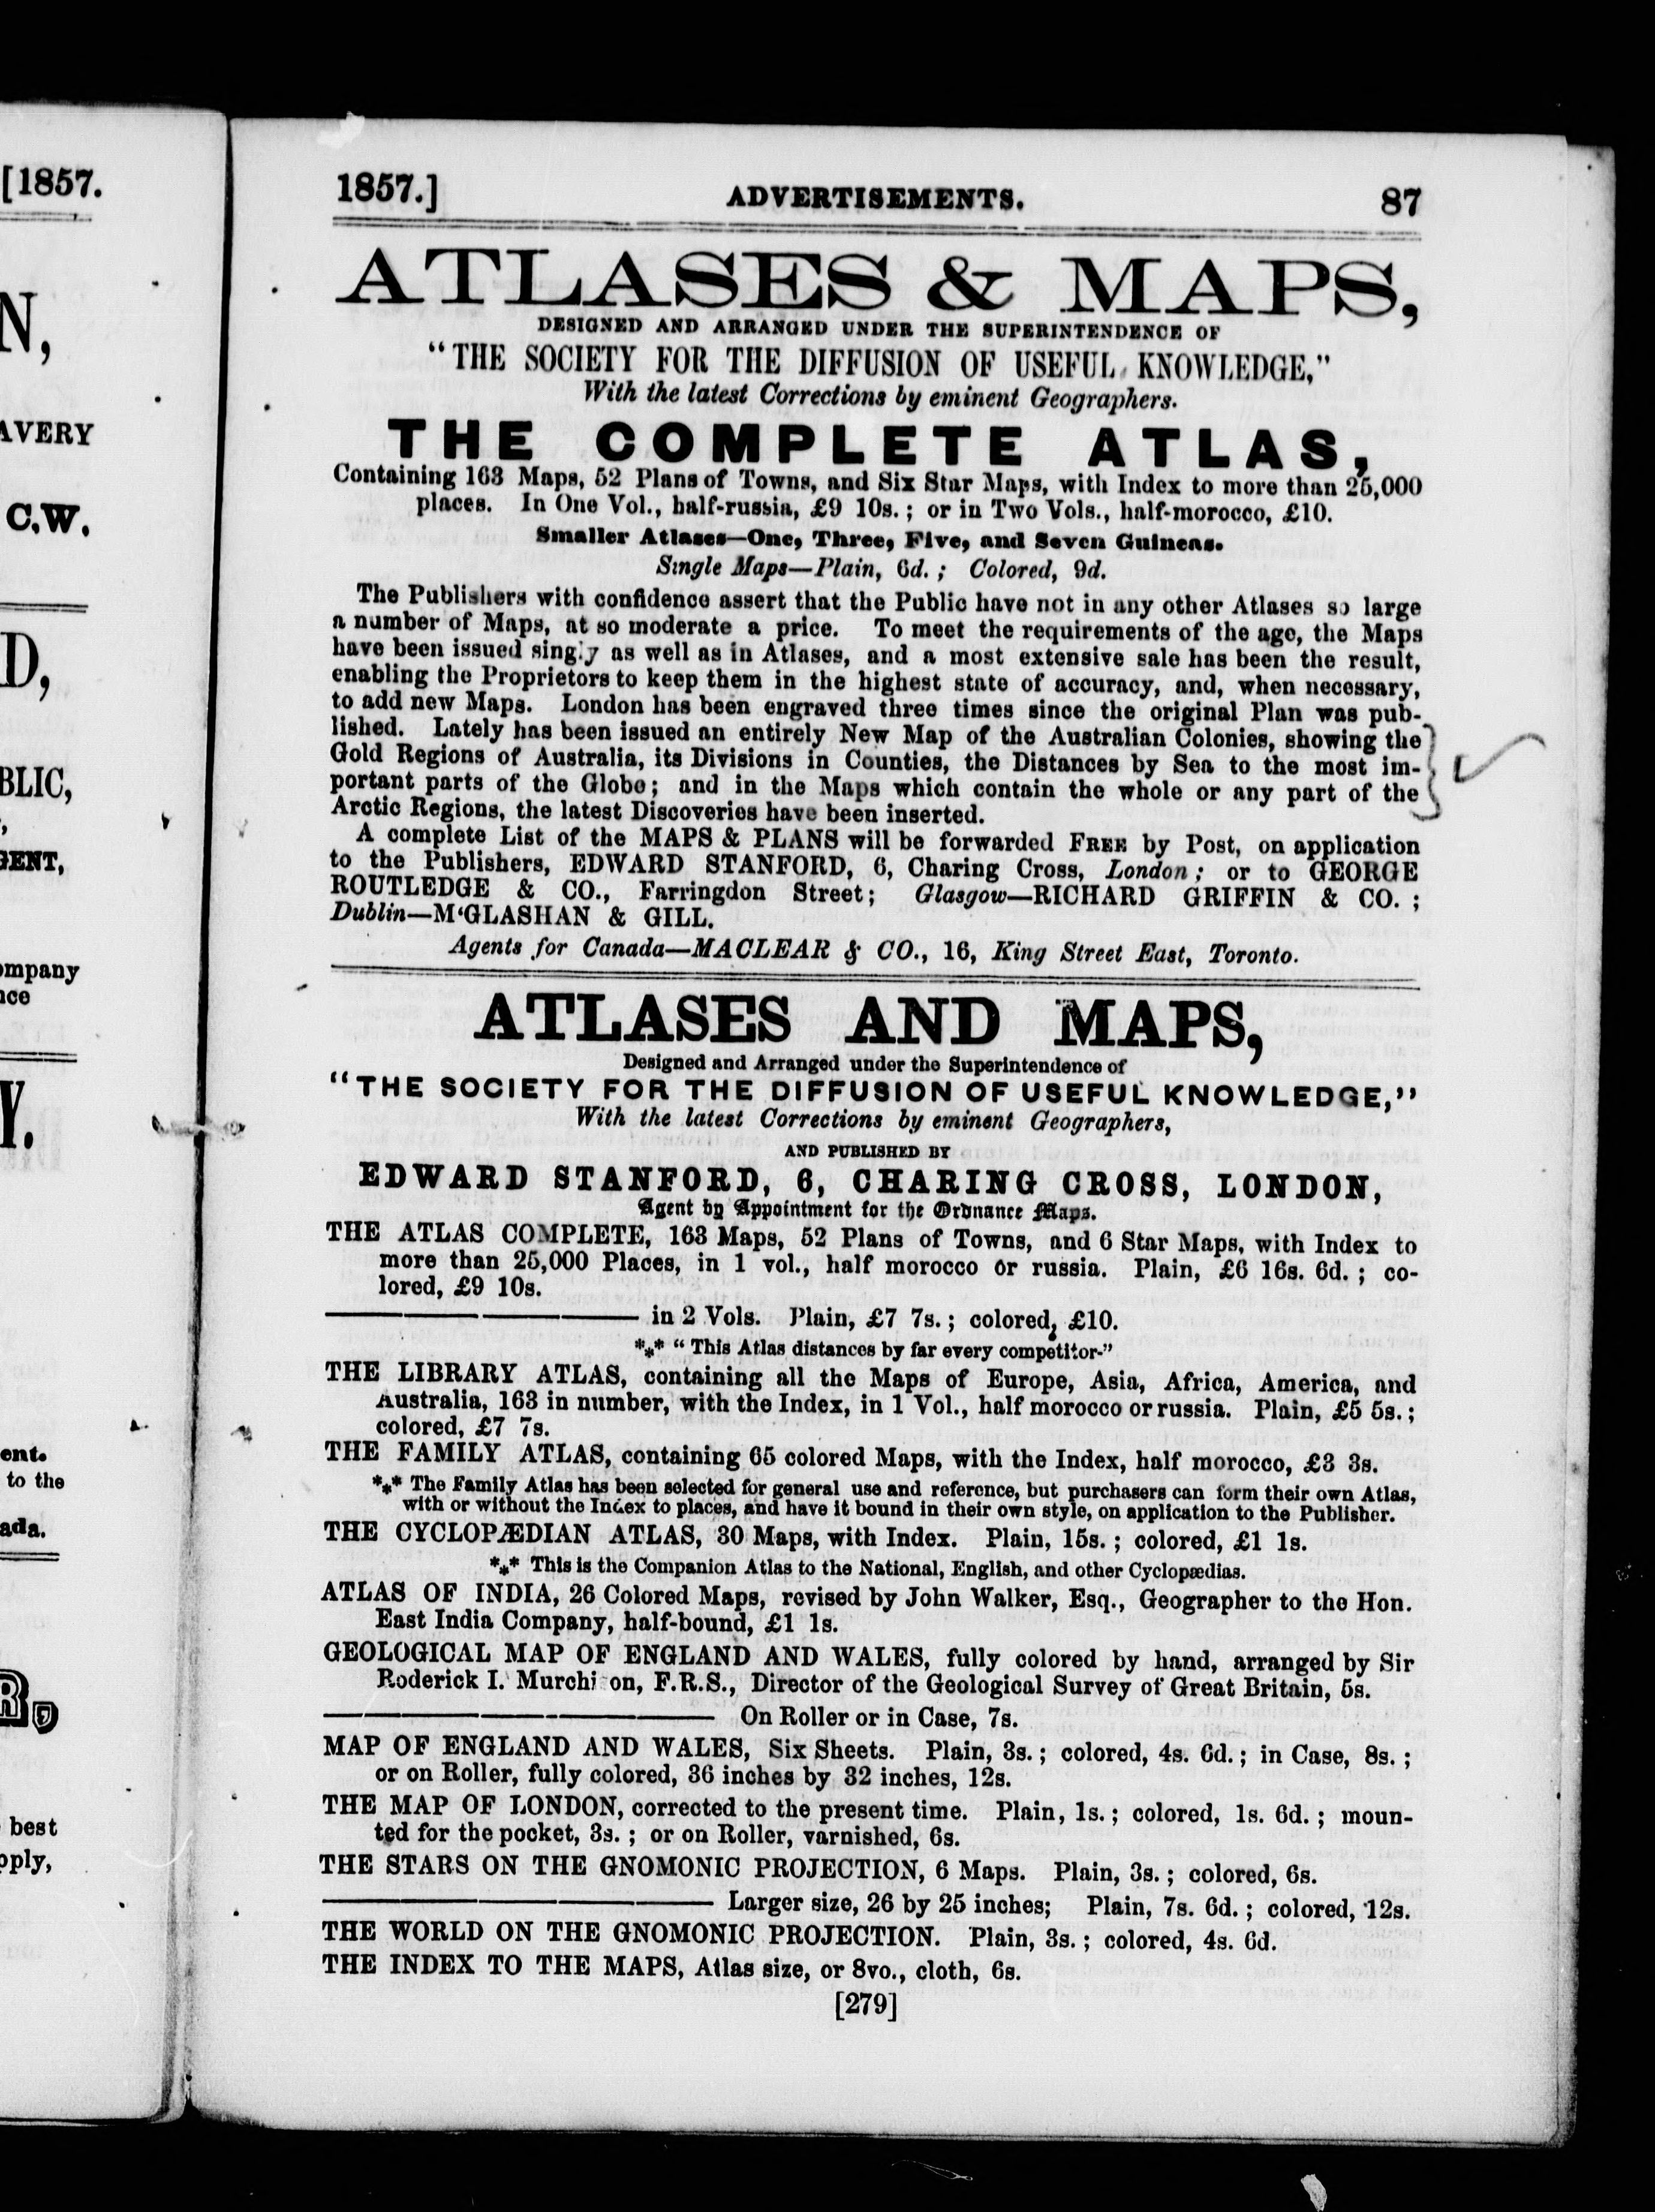 [1857.
N,
AVERY
C.W.
D,
BLIC,
GENT,
ompany
nce
Y.
ent.
to the
ada.
R,
best
pply,
1857.] ADVERTISEMENTS. 87
ATLASES & MAPS,
DESIGNED AND ARRANGED UNDER THE SUPERINTENDENCE OF
"THE SOCIETY FOR THE DIFFUSION OF USEFUL KNOWLEDGE,"
With the latest Corrections by eminent Geographers.
THE COMPLETE ATLAS,
Containing 163 Maps, 52 Plans of Towns, and Six Star Maps, with Index to more than 25,000
places. In One Vol., half-russia, £9 10s.; or in Two Vols., half-morocco, £10.
Smaller Atlases—One, Three, Five, and Seven Guineas.
Single Maps—Plain, 6d.; Colored, 9d.
The Publishers with confidence assert that the Public have not in any other Atlases so large
a number of Maps, at so moderate a price. To meet the requirements of the age, the Maps
have been issued singly as well as in Atlases, and a most extensive sale has been the result,
enabling the Proprietors to keep them in the highest state of accuracy, and, when necessary,
to add new Maps. London has been engraved three times since the original Plan was pub-
lished. Lately has been issued an entirely New Map of the Australian Colonies, showing the
Gold Regions of Australia, its Divisions in Counties, the Distances by Sea to the most im-
portant parts of the Globe; and in the Maps which contain the whole or any part of the
Arctic Regions, the latest Discoveries have been inserted.
A complete List of the MAPS & PLANS will be forwarded FREE by Post, on application
to the Publishers, EDWARD STANFORD, 6, Charing Cross, London; or to GEORGE
ROUTLEDGE & CO., Farringdon Street; Glasgow—RICHARD GRIFFIN & CO.;
Dublin—M'GLASHAN & GILL.
Agents for Canada—MACLEAR & CO., 16, King Street East, Toronto.
ATLASES AND MAPS,
Designed and Arranged under the Superintendence of
"THE SOCIETY FOR THE DIFFUSION OF USEFUL KNOWLEDGE,"
With the latest Corrections by eminent Geographers,
AND PUBLISHED BY
EDWARD STANFORD, 6, CHARING CROSS, LONDON,
Agent by Appointment for the Ordnance Maps.
THE ATLAS COMPLETE, 163 Maps, 52 Plans of Towns, and 6 Star Maps, with Index to
more than 25,000 Places, in 1 vol., half morocco or russia. Plain, £6 16s. 6d.; co-
lored, £9 10s.
———— in 2 Vols. Plain, £7 7s.; colored, £10.
*⁎* "This Atlas distances by far every competitor-"
THE LIBRARY ATLAS, containing all the Maps of Europe, Asia, Africa, America, and
Australia, 163 in number, with the Index, in 1 Vol., half morocco or russia. Plain, £5 5s.;
colored, £7 7s.
THE FAMILY ATLAS, containing 65 colored Maps, with the Index, half morocco, £3 3s.
*⁎* The Family Atlas has been selected for general use and reference, but purchasers can form their own Atlas,
with or without the Index to places, and have it bound in their own style, on application to the Publisher.
THE CYCLOPÆDIAN ATLAS, 30 Maps, with Index. Plain, 15s.; colored, £1 1s.
*⁎* This is the Companion Atlas to the National, English, and other Cyclopædias.
ATLAS OF INDIA, 26 Colored Maps, revised by John Walker, Esq., Geographer to the Hon.
East India Company, half-bound, £1 1s.
GEOLOGICAL MAP OF ENGLAND AND WALES, fully colored by hand, arranged by Sir
Roderick I. Murchison, F.R.S., Director of the Geological Survey of Great Britain, 5s.
———— On Roller or in Case, 7s.
MAP OF ENGLAND AND WALES, Six Sheets. Plain, 3s.; colored, 4s. 6d.; in Case, 8s.;
or on Roller, fully colored, 36 inches by 32 inches, 12s.
THE MAP OF LONDON, corrected to the present time. Plain, 1s.; colored, 1s. 6d.; moun-
ted for the pocket, 3s.; or on Roller, varnished, 6s.
THE STARS ON THE GNOMONIC PROJECTION, 6 Maps. Plain, 3s.; colored, 6s.
———— Larger size, 26 by 25 inches; Plain, 7s. 6d.; colored, 12s.
THE WORLD ON THE GNOMONIC PROJECTION. Plain, 3s.; colored, 4s. 6d.
THE INDEX TO THE MAPS, Atlas size, or 8vo., cloth, 6s.
[279]